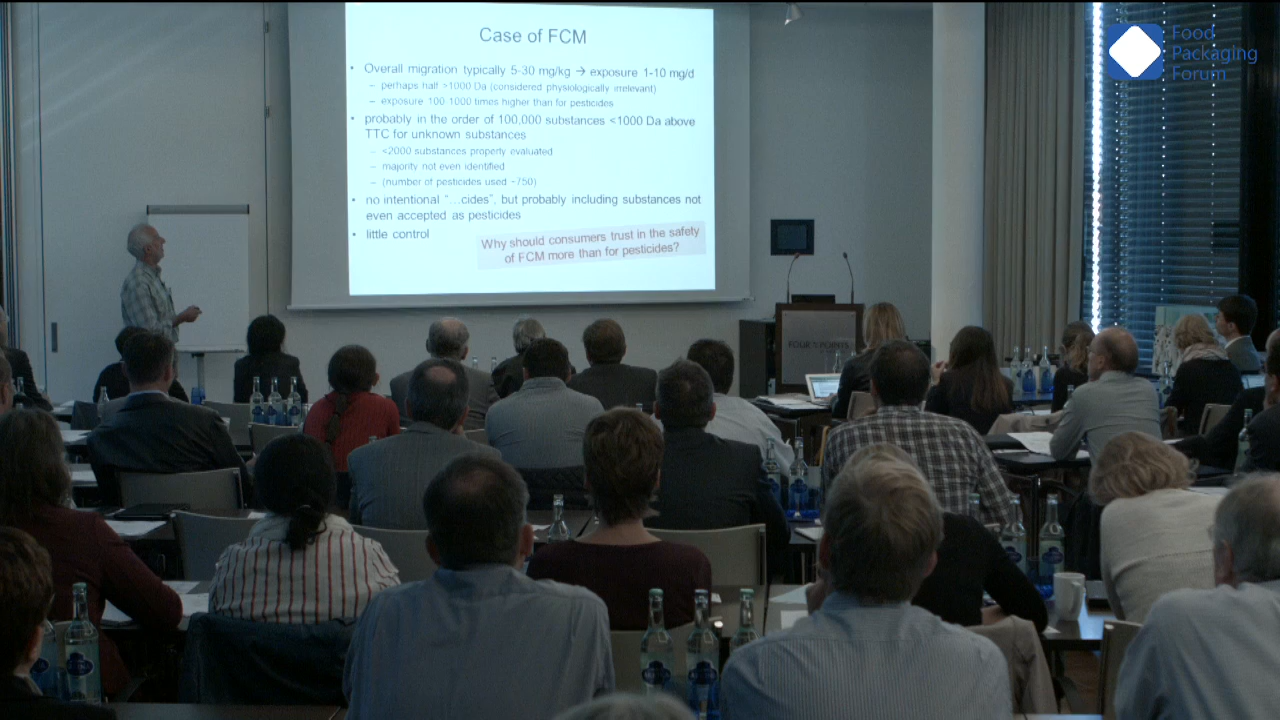 Case of FCM
• Overall migration typically 5-30 mg/kg → exposure 1-10 mg/d
– perhaps half >1000 Da (considered physiologically irrelevant)
– exposure 100-1000 times higher than for pesticides
• probably in the order of 100,000 substances <1000 Da above
TTC for unknown substances
– <2000 substances properly evaluated
– majority not even identified
– (number of pesticides used ~750)
• no intentional “…cides”, but probably including substances not
even accepted as pesticides
• little control
Why should consumers trust in the safety
of FCM more than for pesticides?
Food
Packaging
Forum
FOUR POINTS